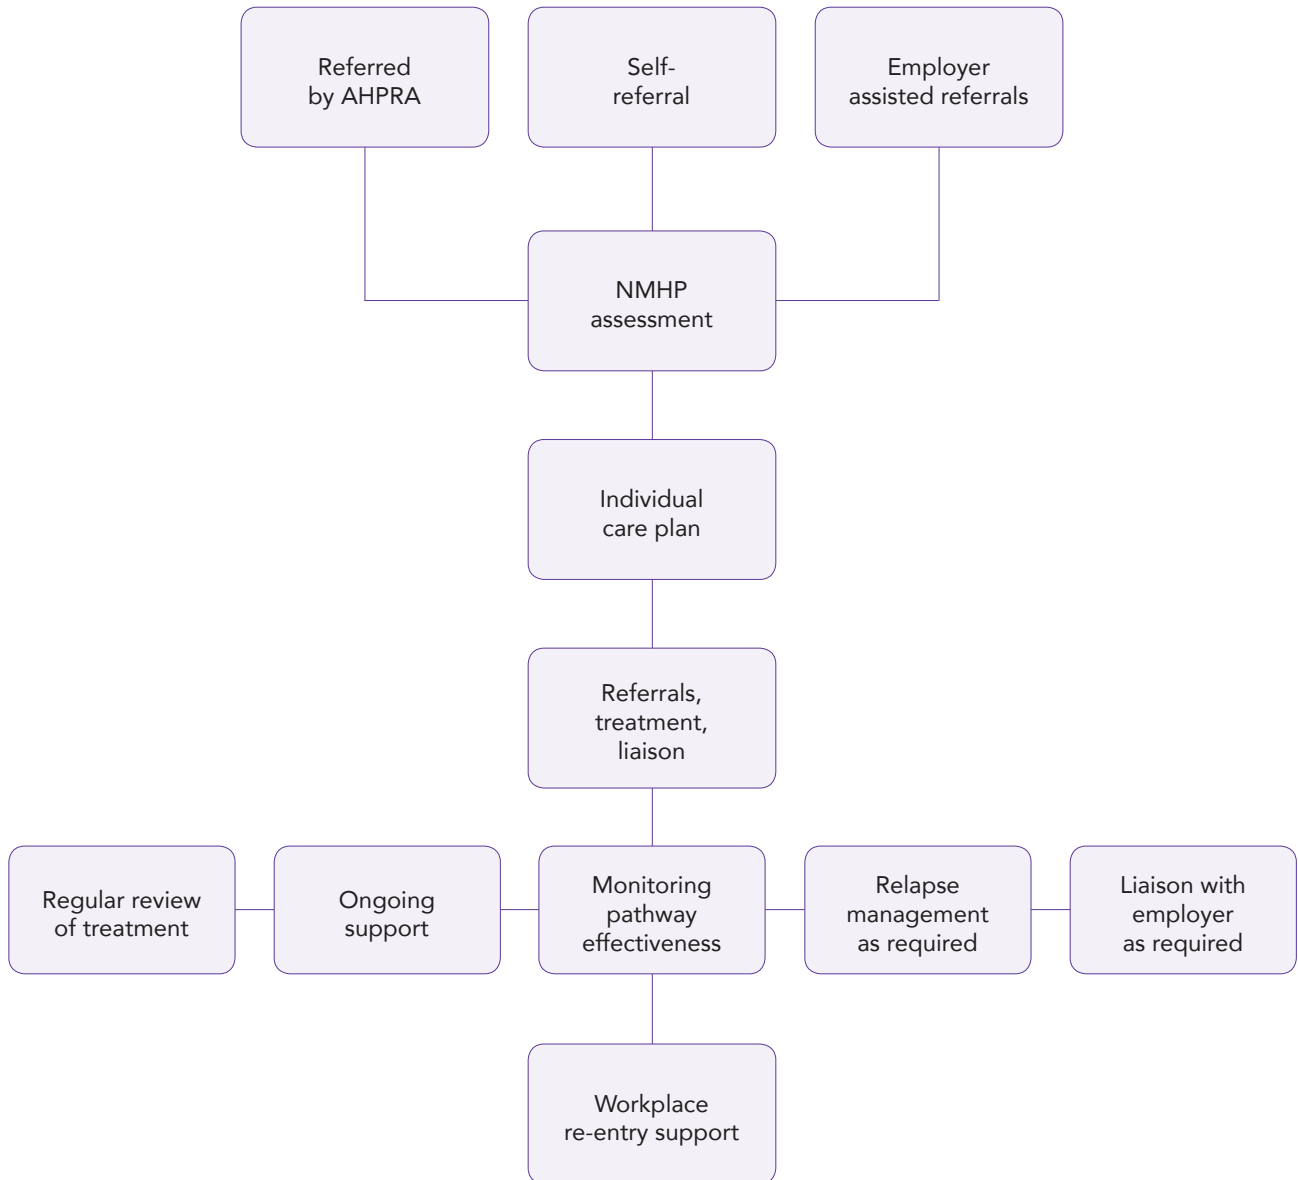 Referred
by AHPRA
Self-
referral
Employer
assisted referrals
NMHP
assessment
Individual
care plan
Referrals,
treatment,
liaison
Regular review
of treatment
Ongoing
support
Monitoring
pathway
effectiveness
Relapse
management
as required
Liaison with
employer
as required
Workplace
re-entry support